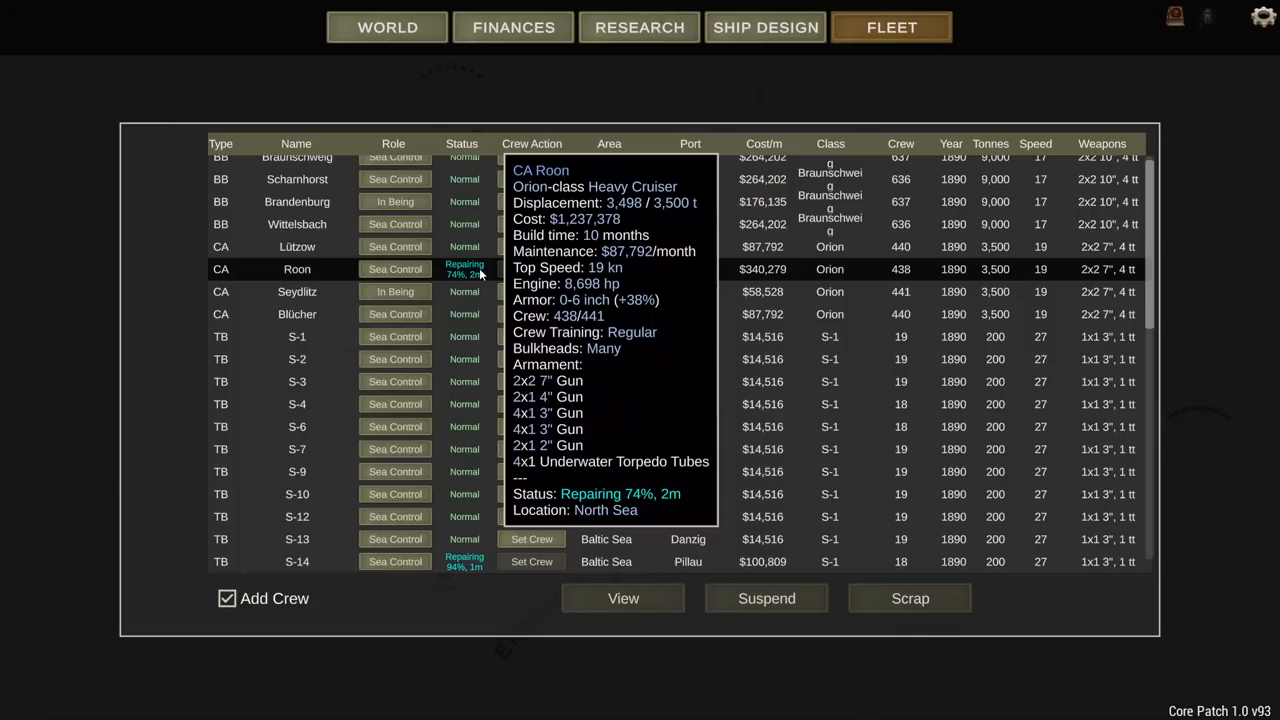 WORLD FINANCES RESEARCH SHIP DESIGN FLEET
Type Name Role Status Crew Action Area Port Cost/m Class Crew Year Tonnes Speed Weapons
BB Braunschweig Sea Control Normal $264,202 g 637 1890 9,000 17 2x2 10", 4 tt
BB Scharnhorst Sea Control Normal $264,202 Braunschwei g 636 1890 9,000 17 2x2 10", 4 tt
BB Brandenburg In Being Normal $176,135 Braunschwei g 636 1890 9,000 17 2x2 10", 4 tt
BB Wittelsbach Sea Control Normal $264,202 Braunschwei g 636 1890 9,000 17 2x2 10", 4 tt
CA Lützow Sea Control Normal $87,792 Orion 440 1890 3,500 19 2x2 7", 4 tt
CA Roon Sea Control Repairing 74%, 2m $340,279 Orion 438 1890 3,500 19 2x2 7", 4 tt
CA Seydlitz In Being Normal $58,528 Orion 441 1890 3,500 19 2x2 7", 4 tt
CA Blücher Sea Control Normal $87,792 Orion 440 1890 3,500 19 2x2 7", 4 tt
TB S-1 Sea Control Normal $14,516 S-1 19 1890 200 27 1x1 3", 1 tt
TB S-2 Sea Control Normal $14,516 S-1 19 1890 200 27 1x1 3", 1 tt
TB S-3 Sea Control Normal $14,516 S-1 19 1890 200 27 1x1 3", 1 tt
TB S-4 Sea Control Normal $14,516 S-1 18 1890 200 27 1x1 3", 1 tt
TB S-6 Sea Control Normal $14,516 S-1 18 1890 200 27 1x1 3", 1 tt
TB S-7 Sea Control Normal $14,516 S-1 19 1890 200 27 1x1 3", 1 tt
TB S-9 Sea Control Normal $14,516 S-1 19 1890 200 27 1x1 3", 1 tt
TB S-10 Sea Control Normal $14,516 S-1 19 1890 200 27 1x1 3", 1 tt
TB S-12 Sea Control Normal $14,516 S-1 19 1890 200 27 1x1 3", 1 tt
TB S-13 Sea Control Normal Set Crew Baltic Sea Danzig $14,516 S-1 19 1890 200 27 1x1 3", 1 tt
TB S-14 Sea Control Repairing 94%, 1m Set Crew Baltic Sea Pillau $100,809 S-1 18 1890 200 27 1x1 3", 1 tt
CA Roon
Orion-class Heavy Cruiser
Displacement: 3,498 / 3,500 t
Cost: $1,237,378
Build time: 10 months
Maintenance: $87,792/month
Top Speed: 19 kn
Engine: 8,698 hp
Armor: 0-6 inch (+38%)
Crew: 438/441
Crew Training: Regular
Bulkheads: Many
Armament:
2x2 7" Gun
2x1 4" Gun
4x1 3" Gun
4x1 3" Gun
2x1 2" Gun
4x1 Underwater Torpedo Tubes
---
Status: Repairing 74%, 2m
Location: North Sea
Add Crew View Suspend Scrap
Core Patch 1.0 v93